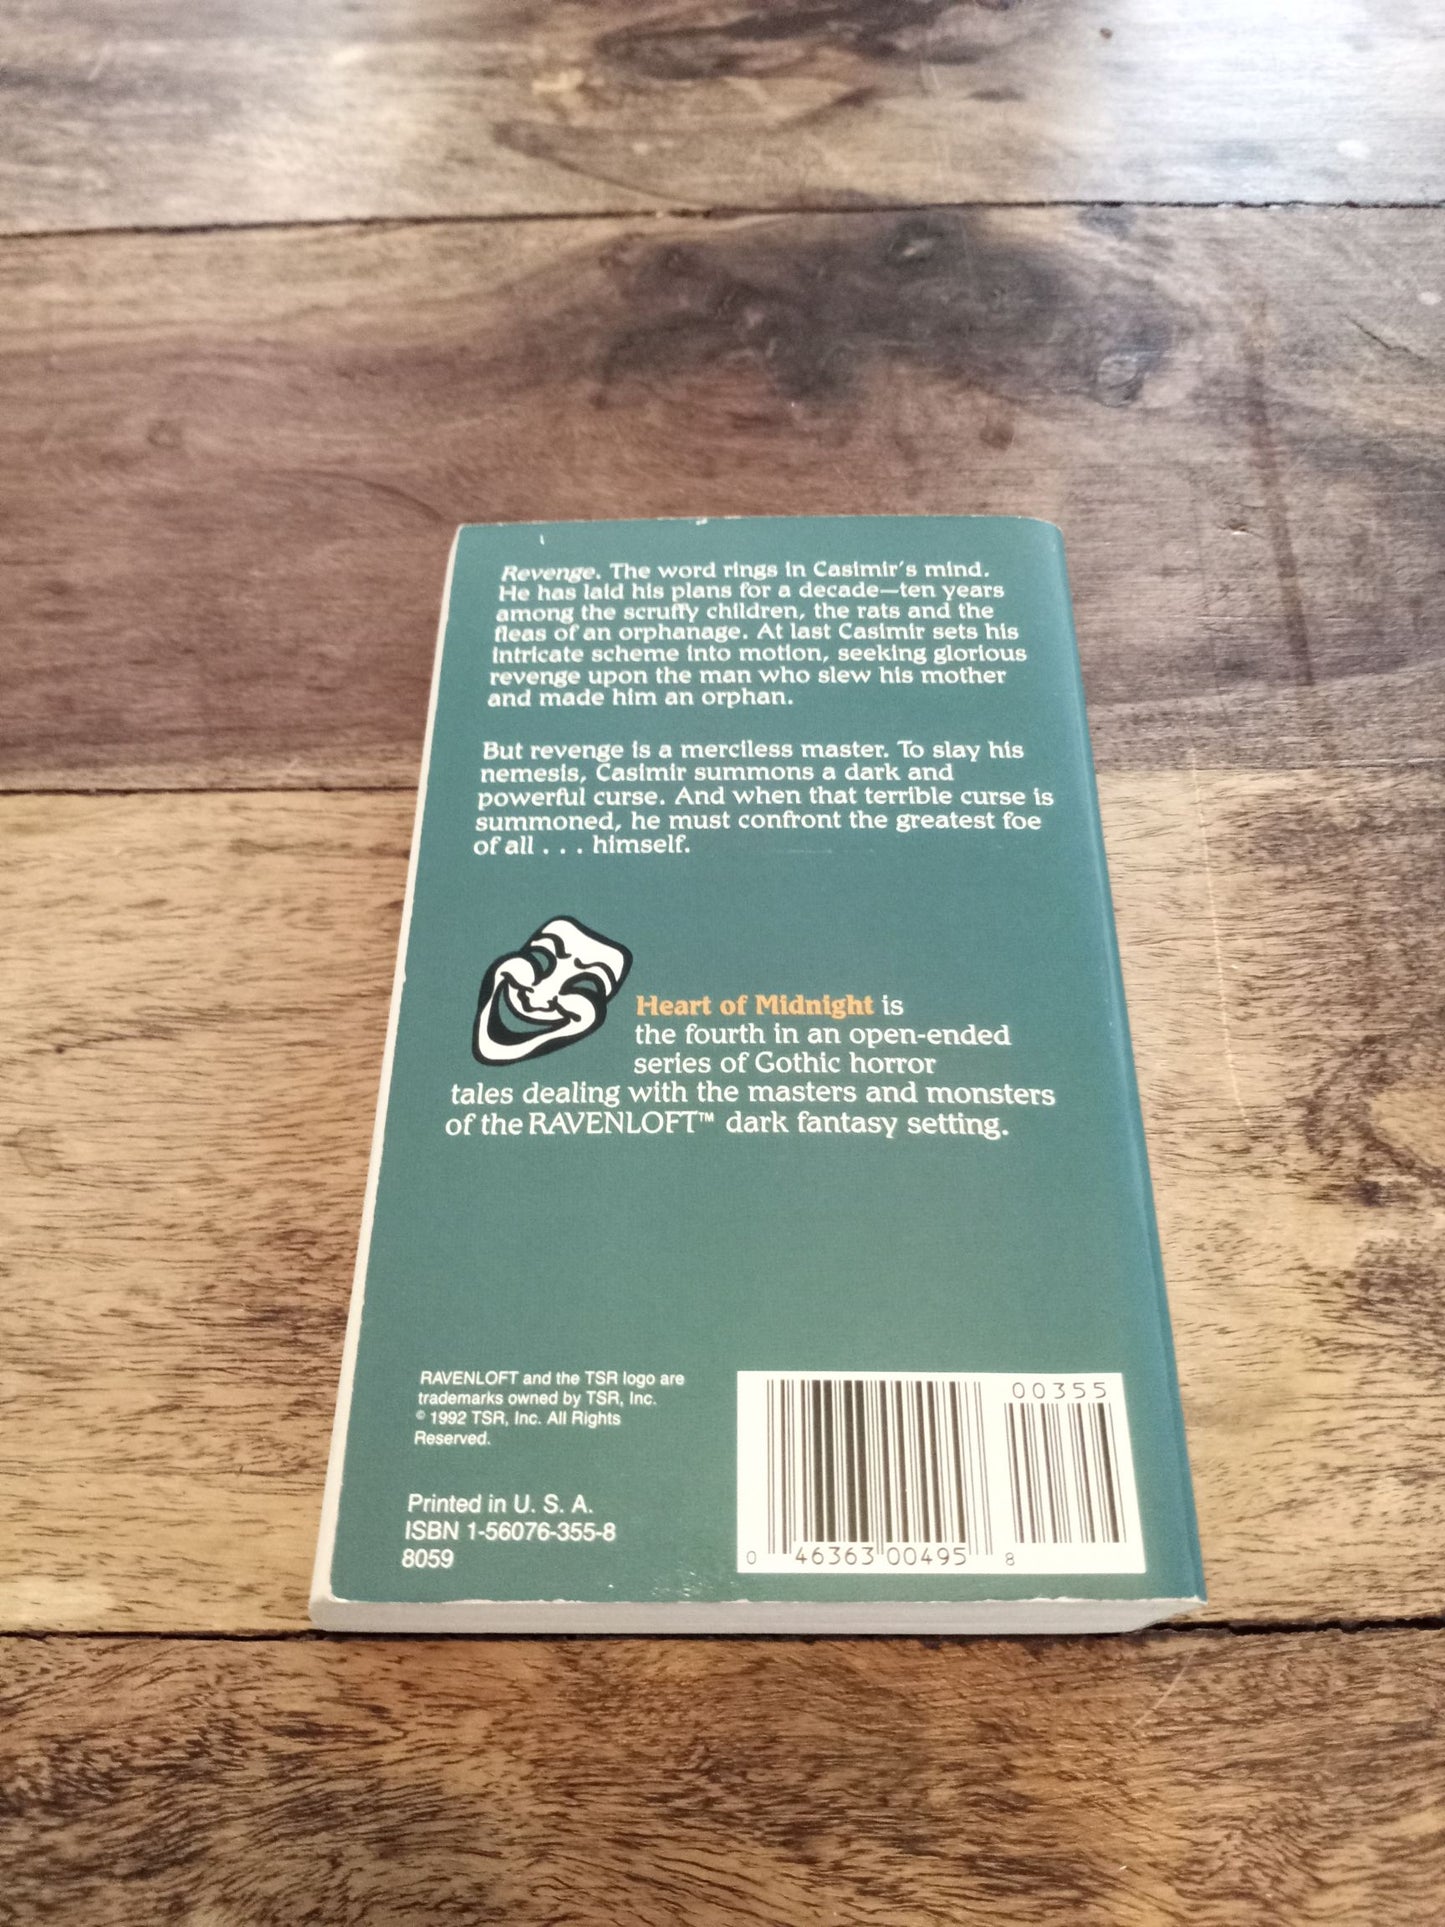 Revenge. The word rings in Casimir's mind.
He has laid his plans for a decade—ten years
among the scruffy children, the rats and the
fleas of an orphanage. At last Casimir sets his
intricate scheme into motion, seeking glorious
revenge upon the man who slew his mother
and made him an orphan.
But revenge is a merciless master. To slay his
nemesis, Casimir summons a dark and
powerful curse. And when that terrible curse is
summoned, he must confront the greatest foe
of all . . . himself.
Heart of Midnight is
the fourth in an open-ended
series of Gothic horror
tales dealing with the masters and monsters
of the RAVENLOFT™ dark fantasy setting.
RAVENLOFT and the TSR logo are
trademarks owned by TSR, Inc.
© 1992 TSR, Inc. All Rights
Reserved.
Printed in U. S. A.
ISBN 1-56076-355-8
8059
00355
0 46363 00495 8